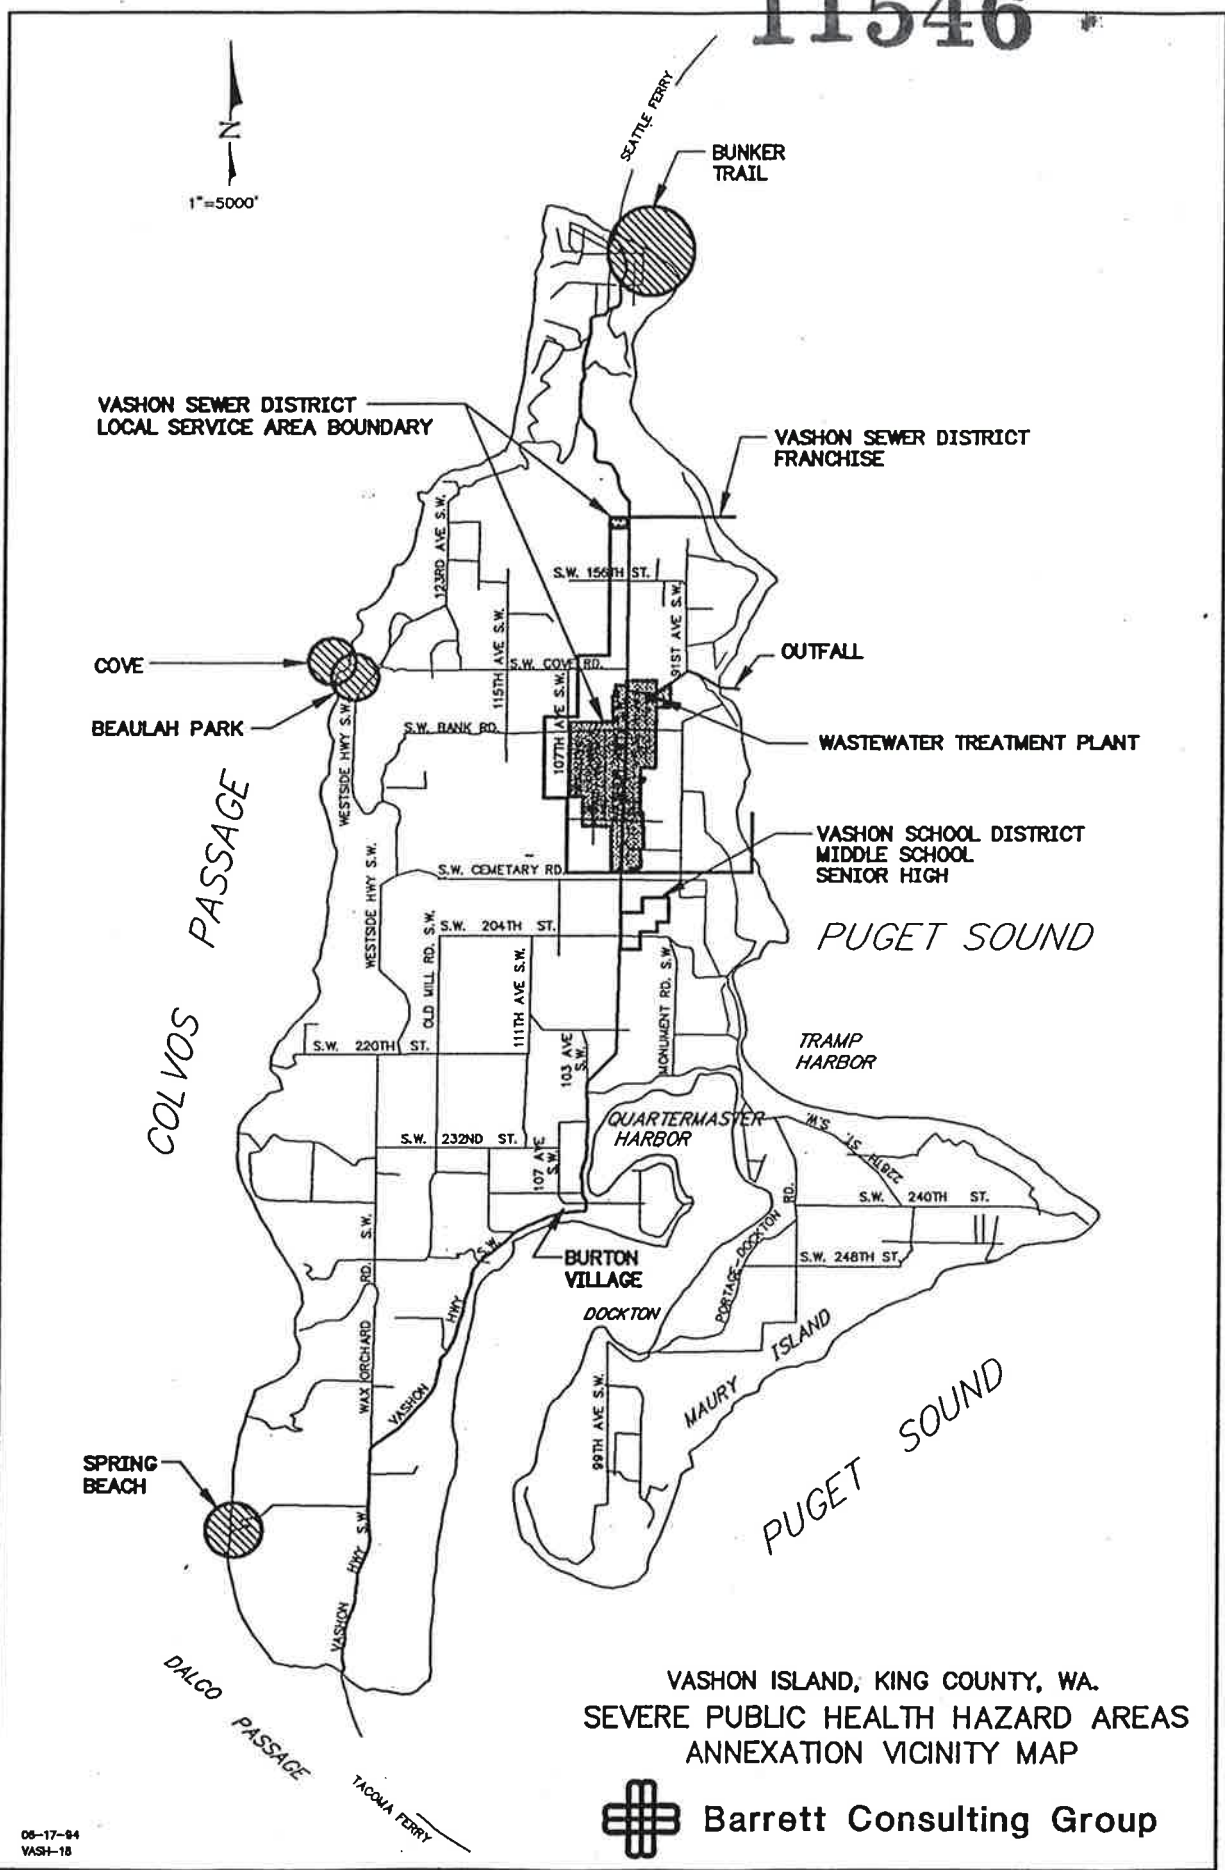 11546
SEATTLE FERRY
N
1"=5000'
BUNKER
TRAIL
VASHON SEWER DISTRICT
LOCAL SERVICE AREA BOUNDARY
VASHON SEWER DISTRICT
FRANCHISE
123RD AVE S.W.
S.W. 156TH ST.
115TH AVE S.W.
91ST AVE S.W.
COVE
S.W. COVE RD.
OUTFALL
BEAULAH PARK
WESTSIDE HWY S.W.
S.W. BANK RD.
107TH AVE S.W.
WASTEWATER TREATMENT PLANT
COLVOS PASSAGE
VASHON SCHOOL DISTRICT
MIDDLE SCHOOL
SENIOR HIGH
S.W. CEMETARY RD.
WESTSIDE HWY S.W.
OLD MILL RD. S.W.
S.W. 204TH ST.
PUGET SOUND
111TH AVE S.W.
MONUMENT RD. S.W.
S.W. 220TH ST.
103 AVE
S.W.
TRAMP
HARBOR
QUARTERMASTER
HARBOR
S.W. 232ND ST.
107 AVE
S.W.
228TH ST. S.W.
S.W. 240TH ST.
BURTON
VILLAGE
PORTAGE-DOCKTON RD.
S.W. 248TH ST.
DOCKTON
WAX ORCHARD RD. S.W.
VASHON HWY S.W.
MAURY ISLAND
99TH AVE S.W.
PUGET SOUND
SPRING
BEACH
VASHON HWY S.W.
DALCO PASSAGE
TACOMA FERRY
VASHON ISLAND, KING COUNTY, WA.
SEVERE PUBLIC HEALTH HAZARD AREAS
ANNEXATION VICINITY MAP
Barrett Consulting Group
06-17-94
VASH-18